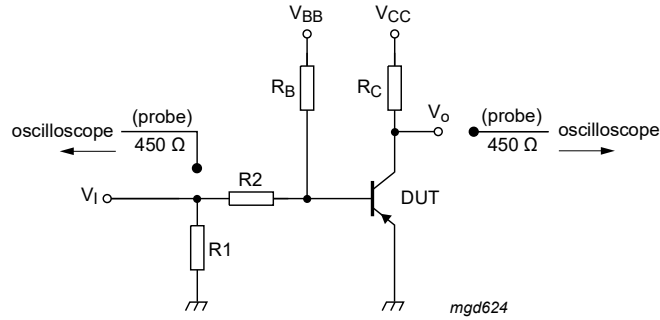 V_BB V_CC
R_B R_C
(probe) V_o (probe)
oscilloscope oscilloscope
450 Ω 450 Ω
R2
V_I DUT
R1
mgd624